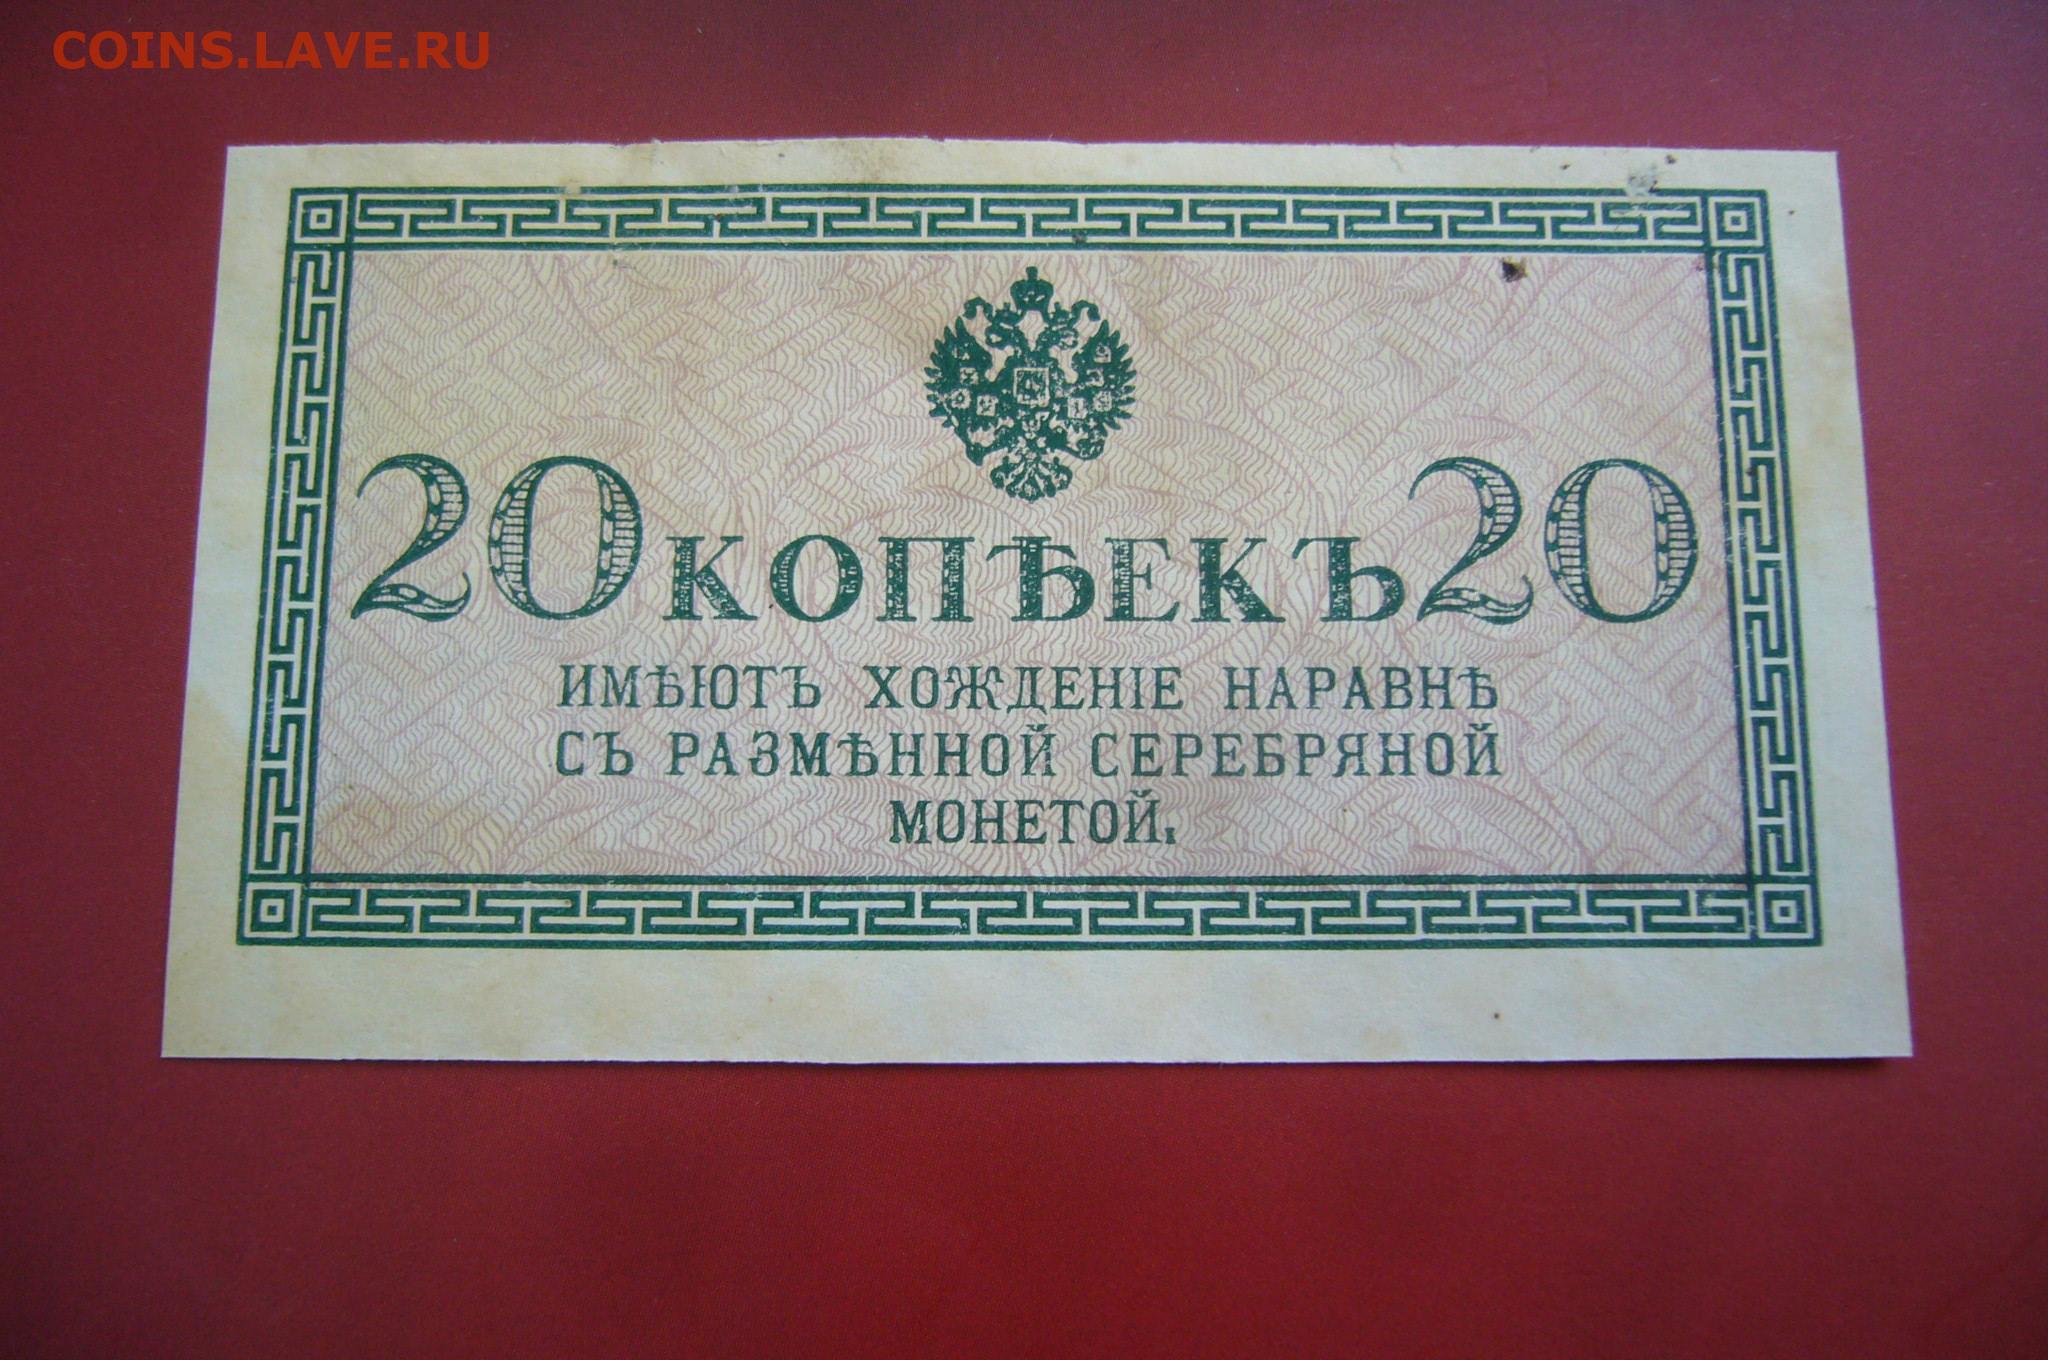 COINS.LAVE.RU
20 КОПѢЕКЪ 20
ИМѢЮТЪ ХОЖДЕНІЕ НАРАВНѢ
СЪ РАЗМѢННОЙ СЕРЕБРЯНОЙ
МОНЕТОЙ.